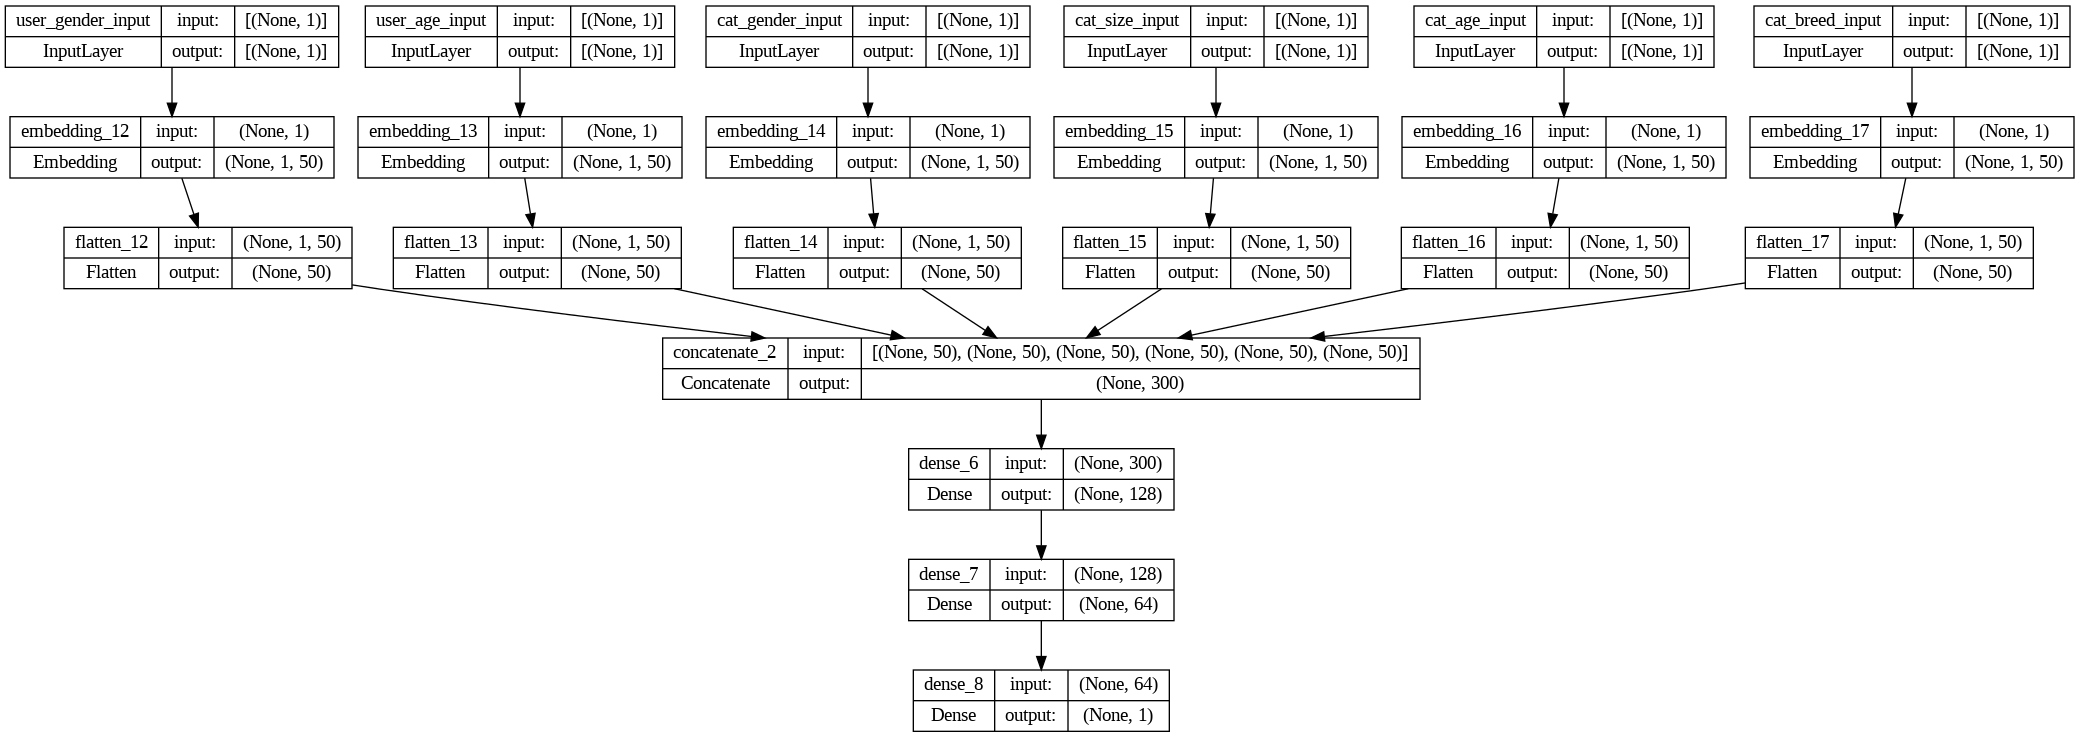 user_gender_input input: [(None, 1)]
InputLayer output: [(None, 1)]
user_age_input input: [(None, 1)]
InputLayer output: [(None, 1)]
cat_gender_input input: [(None, 1)]
InputLayer output: [(None, 1)]
cat_size_input input: [(None, 1)]
InputLayer output: [(None, 1)]
cat_age_input input: [(None, 1)]
InputLayer output: [(None, 1)]
cat_breed_input input: [(None, 1)]
InputLayer output: [(None, 1)]
embedding_12 input: (None, 1)
Embedding output: (None, 1, 50)
embedding_13 input: (None, 1)
Embedding output: (None, 1, 50)
embedding_14 input: (None, 1)
Embedding output: (None, 1, 50)
embedding_15 input: (None, 1)
Embedding output: (None, 1, 50)
embedding_16 input: (None, 1)
Embedding output: (None, 1, 50)
embedding_17 input: (None, 1)
Embedding output: (None, 1, 50)
flatten_12 input: (None, 1, 50)
Flatten output: (None, 50)
flatten_13 input: (None, 1, 50)
Flatten output: (None, 50)
flatten_14 input: (None, 1, 50)
Flatten output: (None, 50)
flatten_15 input: (None, 1, 50)
Flatten output: (None, 50)
flatten_16 input: (None, 1, 50)
Flatten output: (None, 50)
flatten_17 input: (None, 1, 50)
Flatten output: (None, 50)
concatenate_2 input: [(None, 50), (None, 50), (None, 50), (None, 50), (None, 50), (None, 50)]
Concatenate output: (None, 300)
dense_6 input: (None, 300)
Dense output: (None, 128)
dense_7 input: (None, 128)
Dense output: (None, 64)
dense_8 input: (None, 64)
Dense output: (None, 1)